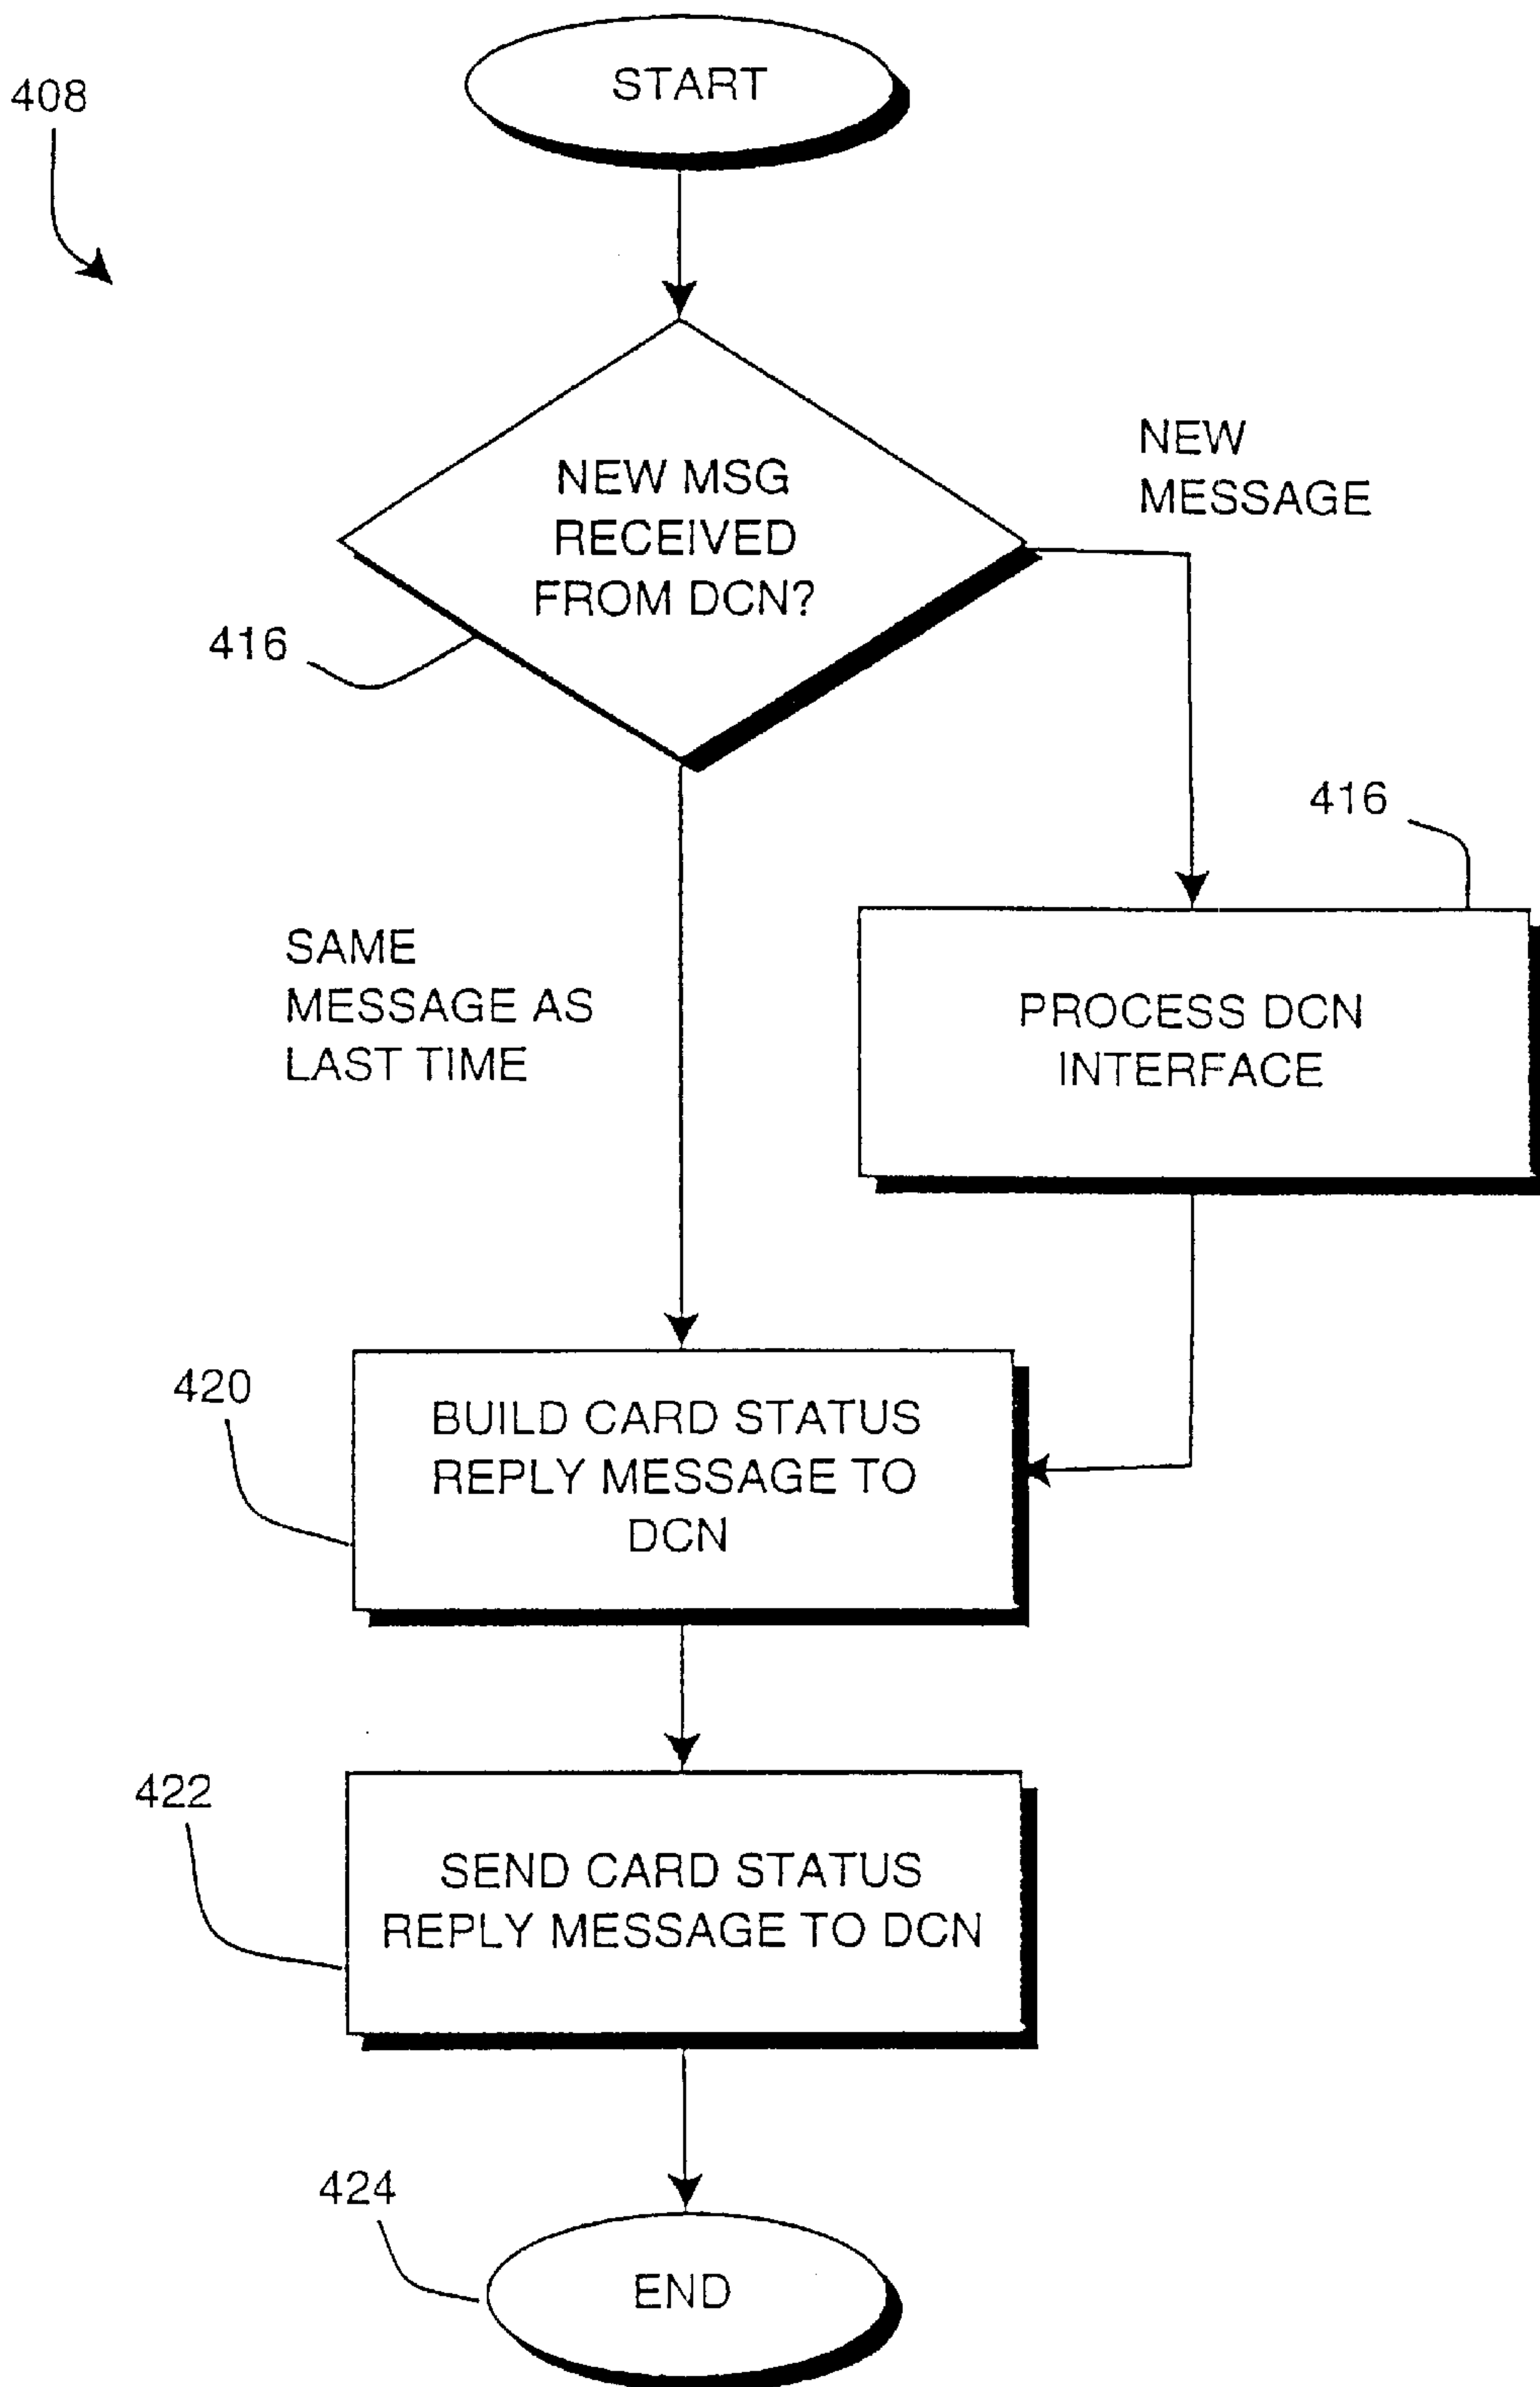 START
408
NEW MSG
RECEIVED
FROM DCN?
NEW
MESSAGE
416
416
PROCESS DCN
INTERFACE
SAME
MESSAGE AS
LAST TIME
420
BUILD CARD STATUS
REPLY MESSAGE TO
DCN
422
SEND CARD STATUS
REPLY MESSAGE TO DCN
424
END